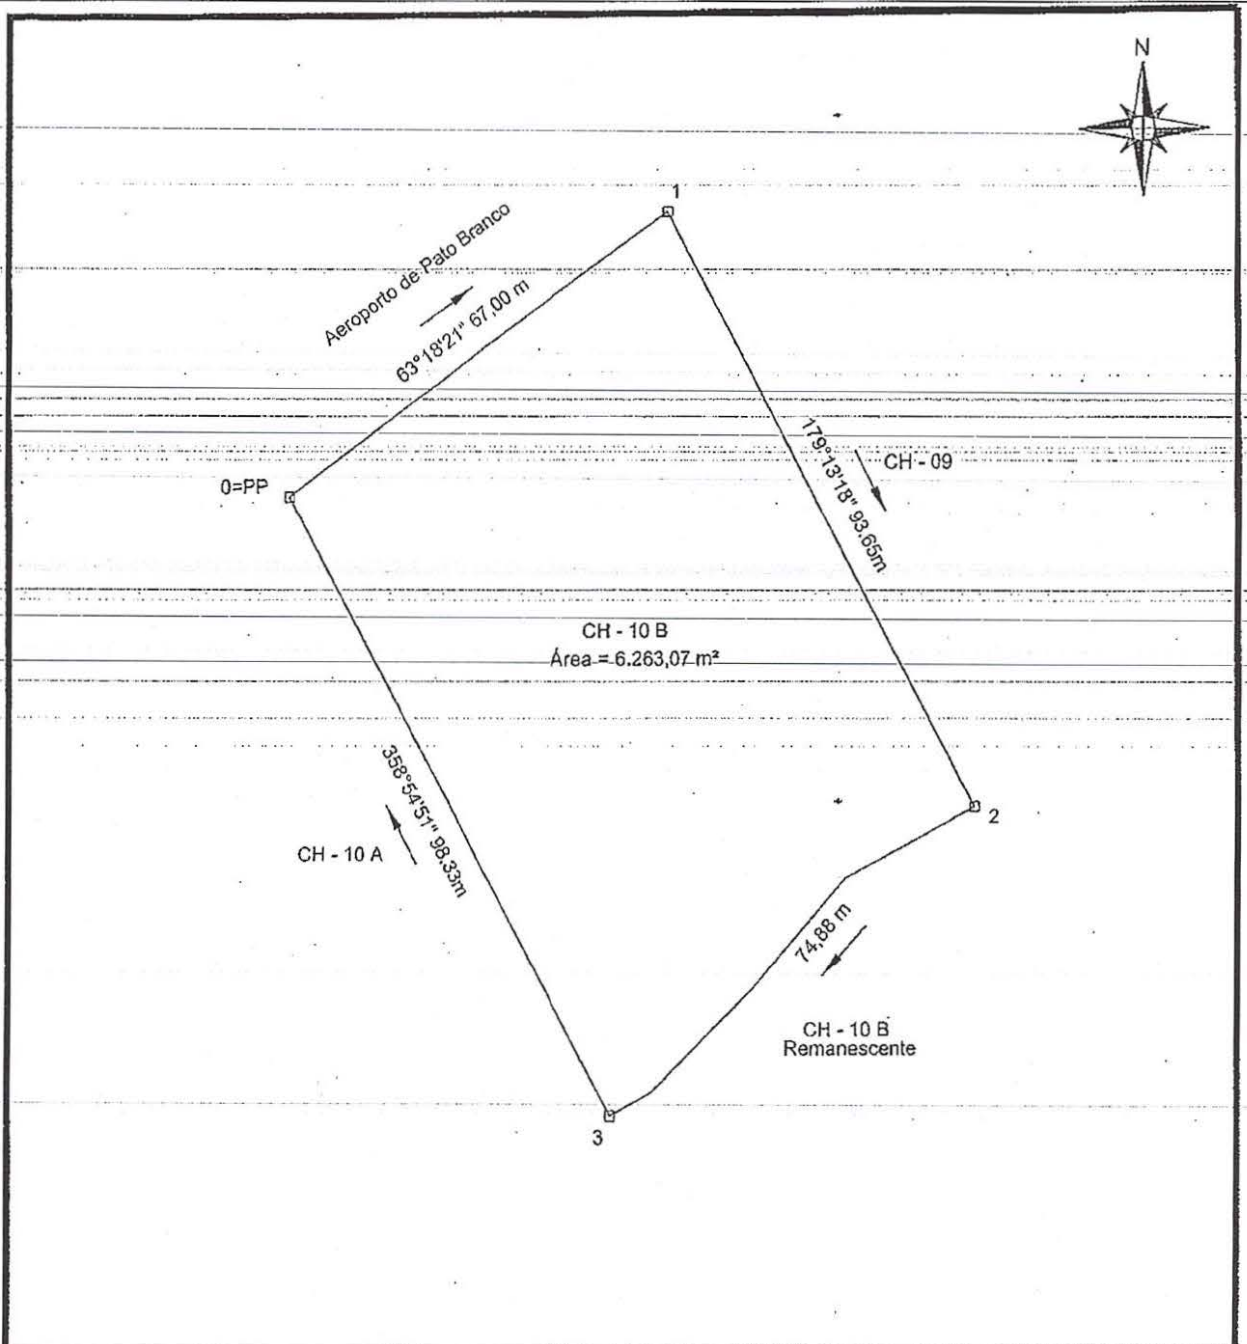 N
1
Aeroporto de Pato Branco
63°18'21" 67,00 m
179°13'18" 93.65m
CH - 09
0=PP
CH - 10 B
Área = 6.263,07 m²
358°54'51" 98.33m
CH - 10 A
2
74,88 m
CH - 10 B
Remanescente
3